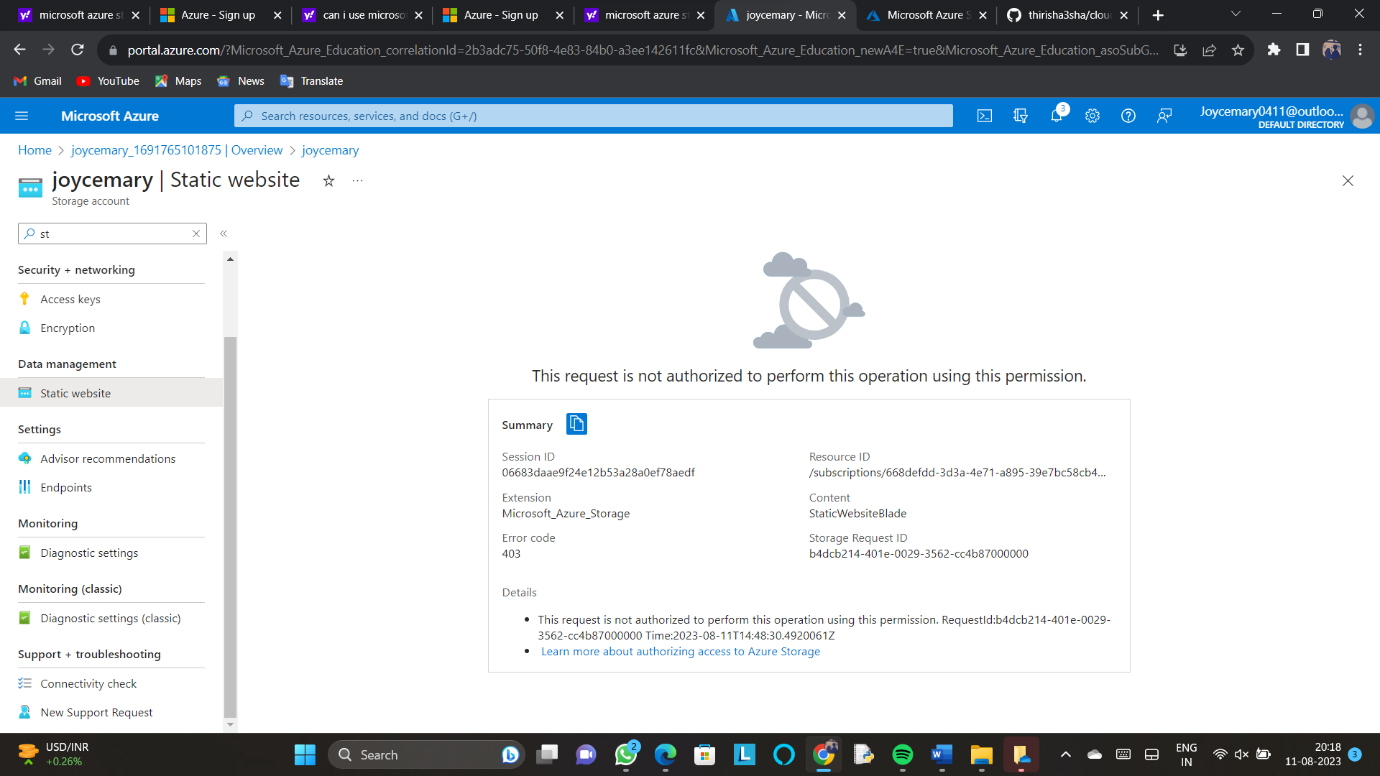 microsoft azure st
Azure - Sign up
can i use microso
Azure - Sign up
microsoft azure st
joycemary - Micro
Microsoft Azure S
thirisha3sha/clou
portal.azure.com/?Microsoft_Azure_Education_correlationId=2b3adc75-50f8-4e83-84b0-a3ee142611fc&Microsoft_Azure_Education_newA4E=true&Microsoft_Azure_Education_asoSubG...
Gmail YouTube Maps News Translate
Microsoft Azure
Search resources, services, and docs (G+/)
3
Joycemary0411@outloo...
DEFAULT DIRECTORY
Home > joycemary_1691765101875 | Overview > joycemary
joycemary | Static website
Storage account
st
Security + networking
Access keys
Encryption
Data management
Static website
Settings
Advisor recommendations
Endpoints
Monitoring
Diagnostic settings
Monitoring (classic)
Diagnostic settings (classic)
Support + troubleshooting
Connectivity check
New Support Request
This request is not authorized to perform this operation using this permission.
Summary
Session ID
06683daae9f24e12b53a28a0ef78aedf
Resource ID
/subscriptions/668defdd-3d3a-4e71-a895-39e7bc58cb4...
Extension
Microsoft_Azure_Storage
Content
StaticWebsiteBlade
Error code
403
Storage Request ID
b4dcb214-401e-0029-3562-cc4b87000000
Details
This request is not authorized to perform this operation using this permission. RequestId:b4dcb214-401e-0029-
3562-cc4b87000000 Time:2023-08-11T14:48:30.4920061Z
Learn more about authorizing access to Azure Storage
USD/INR
+0.26%
Search
2
ENG
IN
20:18
11-08-2023
3